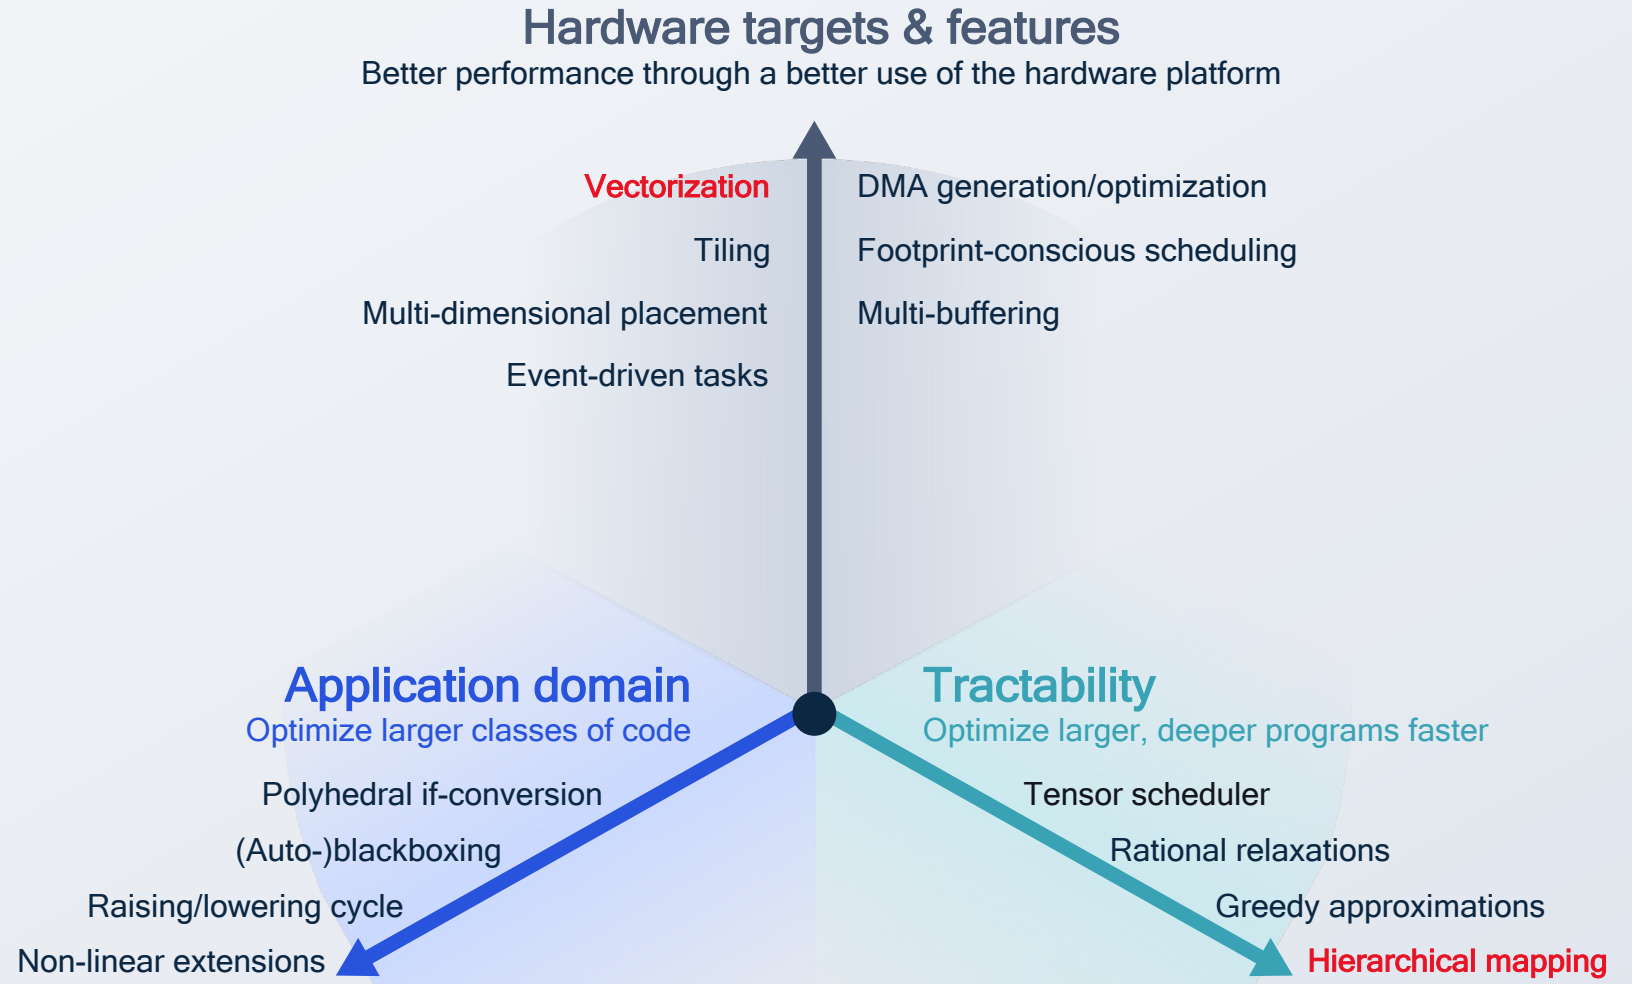 Hardware targets & features
Better performance through a better use of the hardware platform
Vectorization
Tiling
Multi-dimensional placement
Event-driven tasks
DMA generation/optimization
Footprint-conscious scheduling
Multi-buffering
Application domain
Optimize larger classes of code
Polyhedral if-conversion
(Auto-)blackboxing
Raising/lowering cycle
Non-linear extensions
Tractability
Optimize larger, deeper programs faster
Tensor scheduler
Rational relaxations
Greedy approximations
Hierarchical mapping